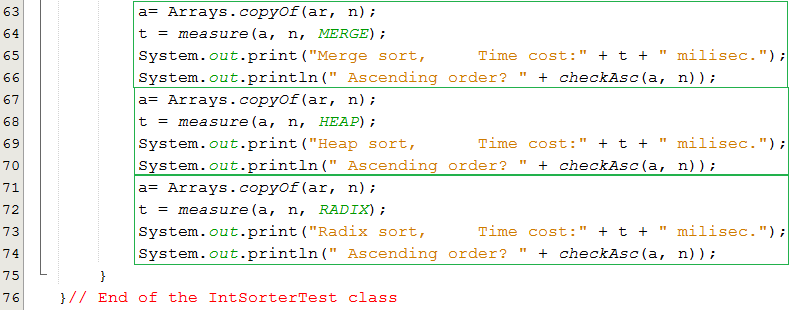 63 a= Arrays.copyOf(ar, n);
64 t = measure(a, n, MERGE);
65 System.out.print("Merge sort,     Time cost:" + t + " milisec.");
66 System.out.println(" Ascending order? " + checkAsc(a, n));
67 a= Arrays.copyOf(ar, n);
68 t = measure(a, n, HEAP);
69 System.out.print("Heap sort,      Time cost:" + t + " milisec.");
70 System.out.println(" Ascending order? " + checkAsc(a, n));
71 a= Arrays.copyOf(ar, n);
72 t = measure(a, n, RADIX);
73 System.out.print("Radix sort,     Time cost:" + t + " milisec.");
74 System.out.println(" Ascending order? " + checkAsc(a, n));
75 }
76 }// End of the IntSorterTest class